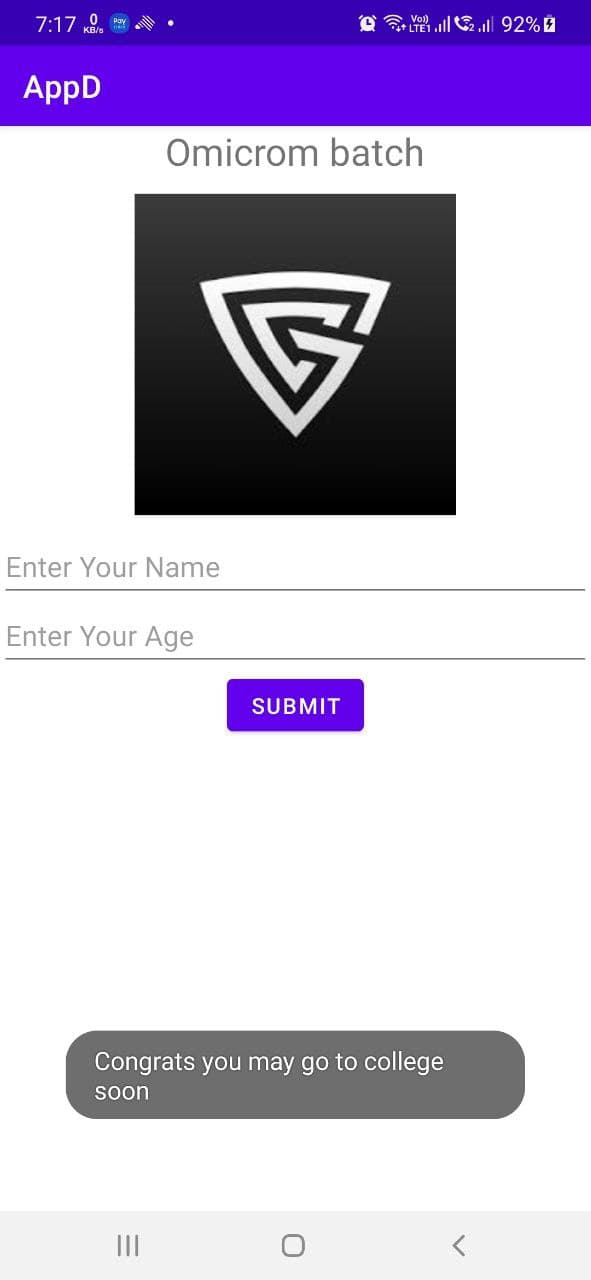 7:17 0 KB/s Pay Vo)) LTE1 2 92%
AppD
Omicrom batch
Enter Your Name
Enter Your Age
SUBMIT
Congrats you may go to college
soon